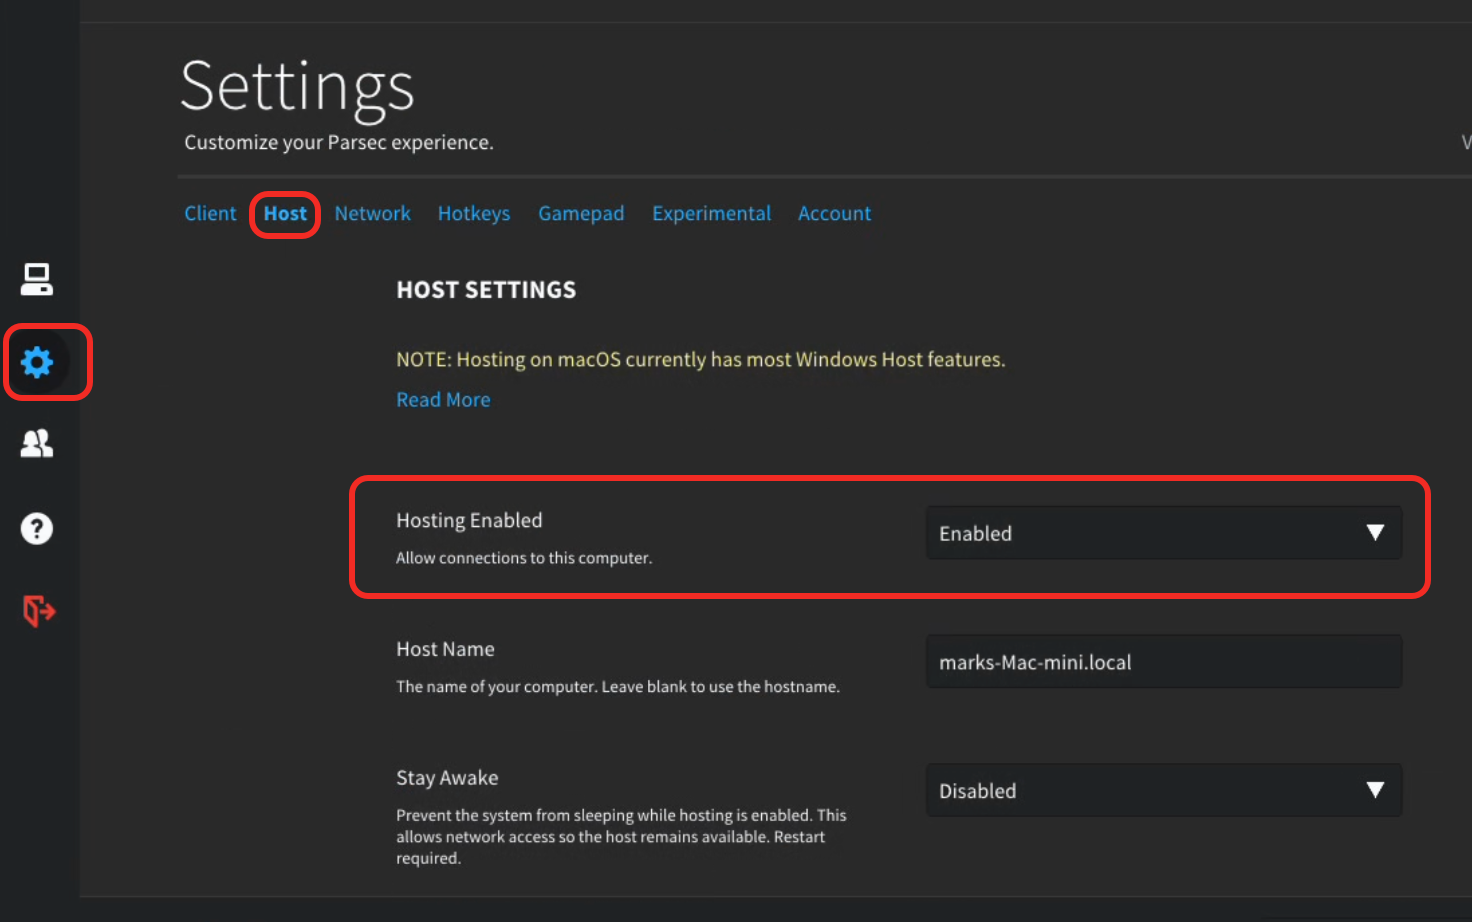 Settings
Customize your Parsec experience.
V
Client Host Network Hotkeys Gamepad Experimental Account
HOST SETTINGS
NOTE: Hosting on macOS currently has most Windows Host features.
Read More
Hosting Enabled
Enabled
Allow connections to this computer.
Host Name
marks-Mac-mini.local
The name of your computer. Leave blank to use the hostname.
Stay Awake
Disabled
Prevent the system from sleeping while hosting is enabled. This
allows network access so the host remains available. Restart
required.